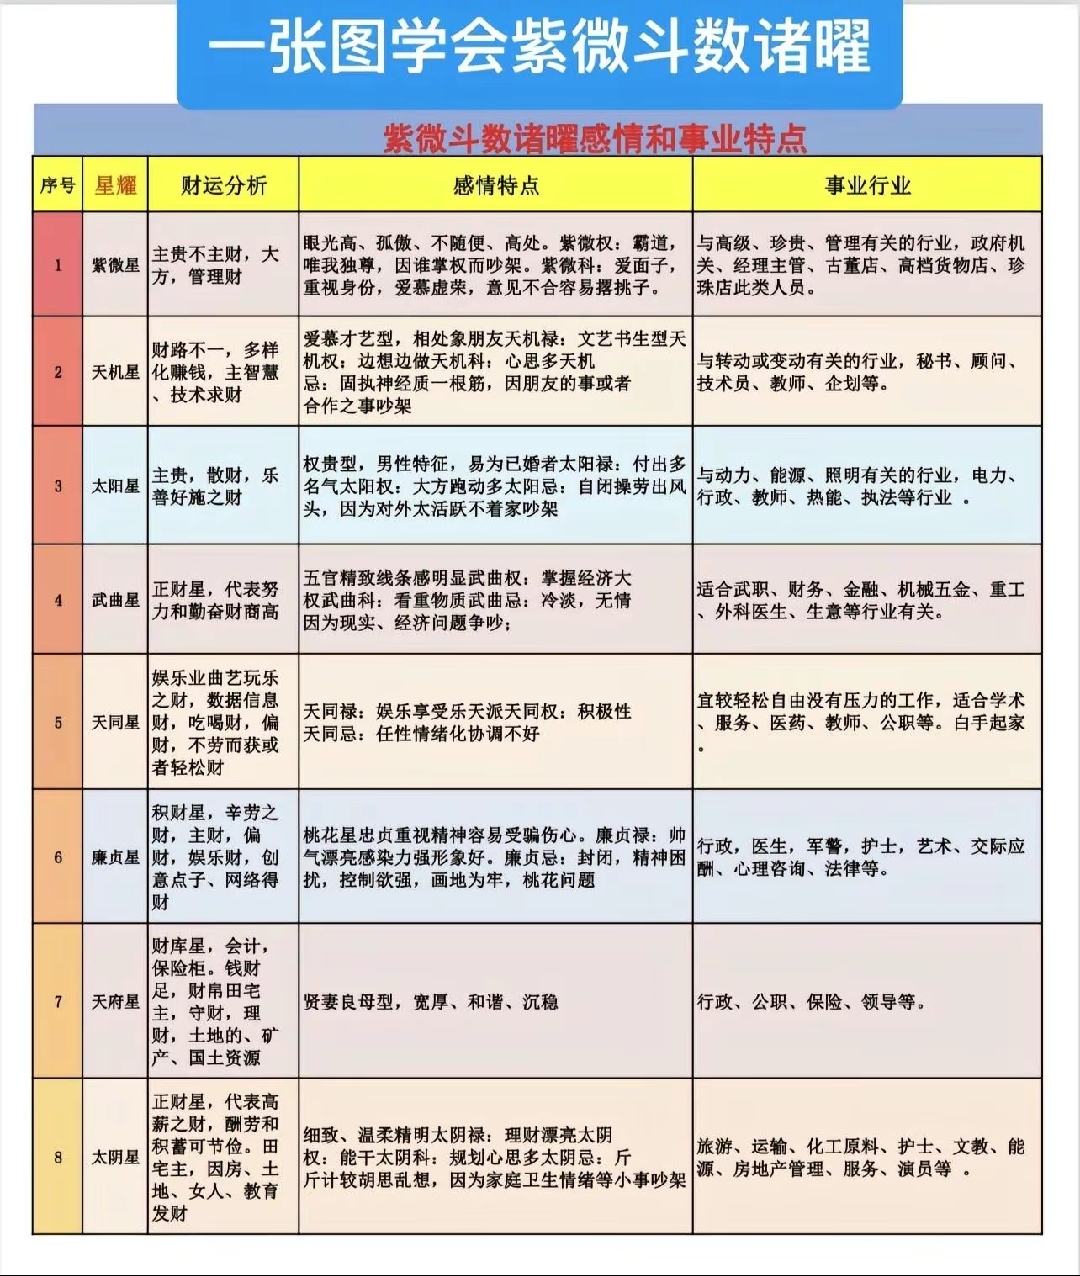 一张图学会紫微斗数诸曜
紫微斗数诸曜感情和事业特点
序号
星耀
财运分析
感情特点
事业行业
1
紫微星
主贵不主财，大
方，管理财
眼光高、孤傲、不随便、高处。紫微权：霸道，
唯我独尊，因谁掌权而吵架。紫微科：爱面子，
重视身份，爱慕虚荣，意见不合容易撂挑子。
与高级、珍贵、管理有关的行业，政府机
关、经理主管、古董店、高档货物店、珍
珠店此类人员。
2
天机星
财路不一，多样
化赚钱，主智慧
、技术求财
爱慕才艺型，相处象朋友天机禄：文艺书生型天
机权：边想边做天机科；心思多天机
忌：固执神经质一根筋，因朋友的事或者
合作之事吵架
与转动或变动有关的行业，秘书、顾问、
技术员、教师、企划等。
3
太阳星
主贵，散财，乐
善好施之财
权贵型，男性特征，易为已婚者太阳禄：付出多
名气太阳权：大方跑动多太阳忌：自闭操劳出风
头，因为对外太活跃不着家吵架
与动力、能源、照明有关的行业，电力、
行政、教师、热能、执法等行业 。
4
武曲星
正财星，代表努
力和勤奋财商高
五官精致线条感明显武曲权：掌握经济大
权武曲科：看重物质武曲忌：冷淡，无情
因为现实、经济问题争吵；
适合武职、财务、金融、机械五金、重工
、外科医生、生意等行业有关。
5
天同星
娱乐业曲艺玩乐
之财，数据信息
财，吃喝财，偏
财，不劳而获或
者轻松财
天同禄：娱乐享受乐天派天同权：积极性
天同忌：任性情绪化协调不好
宜较轻松自由没有压力的工作，适合学术
、服务、医药、教师、公职等。白手起家
。
6
廉贞星
积财星，辛劳之
财，主财，偏
财，娱乐财，创
意点子、网络得
财
桃花星忠贞重视精神容易受骗伤心。廉贞禄：帅
气漂亮感染力强形象好。廉贞忌：封闭，精神困
扰，控制欲强，画地为牢，桃花问题
行政，医生，军警，护士，艺术、交际应
酬、心理咨询、法律等。
7
天府星
财库星，会计，
保险柜。钱财
足，财帛田宅
主，守财，理
财，土地的、矿
产、国土资源
贤妻良母型，宽厚、和谐、沉稳
行政、公职、保险、领导等。
8
太阴星
正财星，代表高
薪之财，酬劳和
积蓄可节俭。田
宅主，因房、土
地、女人、教育
发财
细致、温柔精明太阴禄：理财漂亮太阴
权：能干太阴科：规划心思多太阴忌：斤
斤计较胡思乱想，因为家庭卫生情绪等小事吵架
旅游、运输、化工原料、护士、文教、能
源、房地产管理、服务、演员等 。